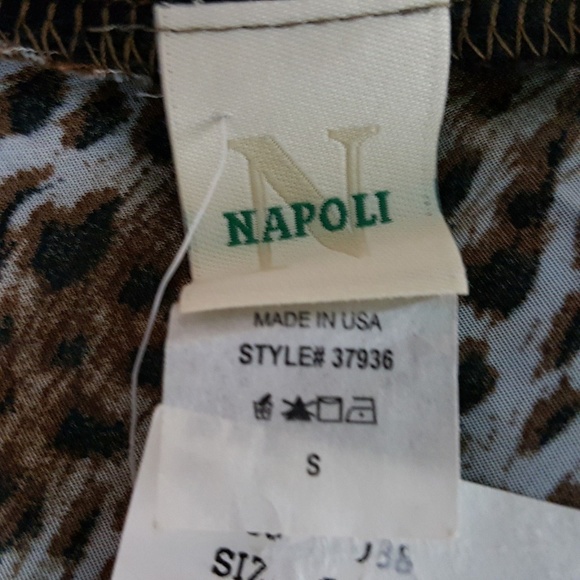 N
NAPOLI
MADE IN USA
STYLE# 37936
S